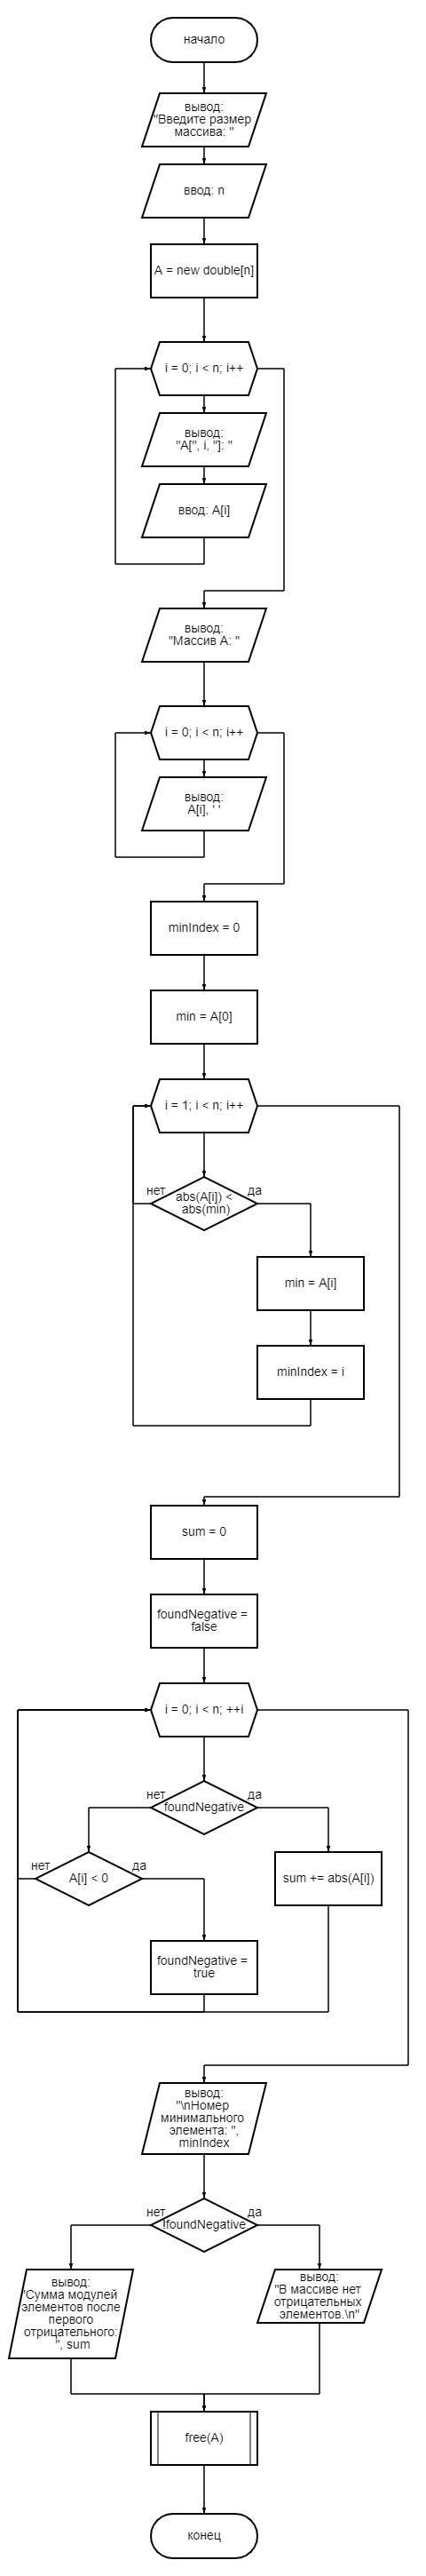 начало
вывод:
"Введите размер
массива: "
ввод: n
A = new double[n]
i = 0; i < n; i++
вывод:
"A[", i, "]: "
ввод: A[i]
вывод:
"Массив A: "
i = 0; i < n; i++
вывод:
A[i], ' '
minIndex = 0
min = A[0]
i = 1; i < n; i++
нет
да
abs(A[i]) <
abs(min)
min = A[i]
minIndex = i
sum = 0
foundNegative =
false
i = 0; i < n; ++i
нет
да
foundNegative
нет
да
A[i] < 0
sum += abs(A[i])
foundNegative =
true
вывод:
"\nНомер
минимального
элемента: ",
minIndex
нет
да
!foundNegative
вывод:
"Сумма модулей
элементов после
первого
отрицательного:
", sum
вывод:
"В массиве нет
отрицательных
элементов.\n"
free(A)
конец